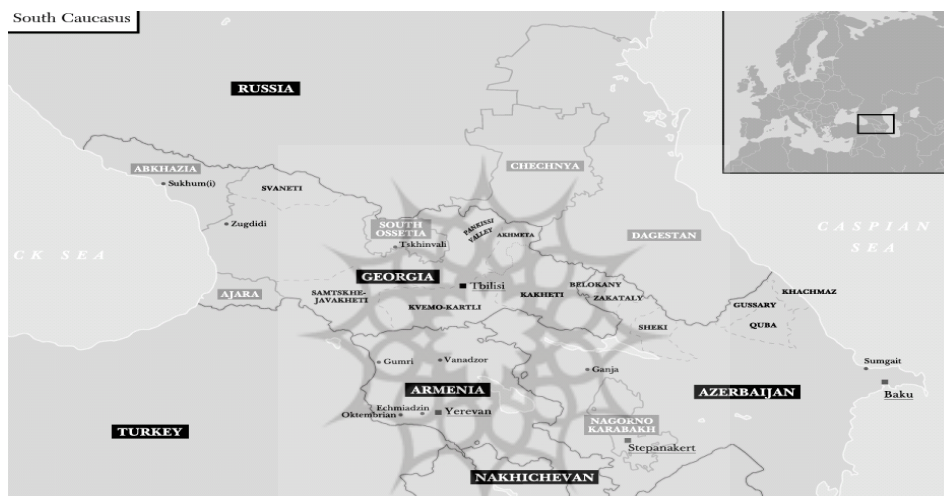 South Caucasus
RUSSIA
CHECHNYA
ABKHAZIA
Sukhum(i)
SVANETI
Zugdidi
SOUTH
OSSETIA
Tskhinvali
PANKISSI
VALLEY
AKHMETA
DAGESTAN
CASPIAN
SEA
CK SEA
GEORGIA
Tbilisi
AJARA
SAMTSKHE-
JAVAKHETI
KVEMO-KARTLI
KAKHETI
BELOKANY
ZAKATALY
KHACHMAZ
GUSSARY
QUBA
SHEKI
Gumri
Vanadzor
Ganja
Sumgait
Baku
ARMENIA
AZERBAIJAN
Echmiadzin
Oktembrian
Yerevan
NAGORNO
KARABAKH
Stepanakert
TURKEY
NAKHICHEVAN